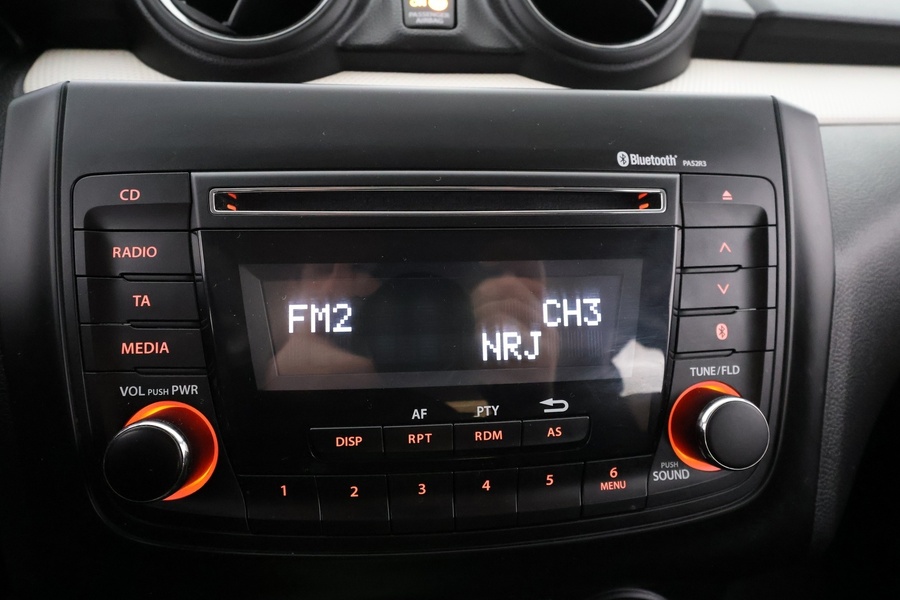 ON
PASSENGER
AIRBAG
Bluetooth PA52R3
CD
RADIO
TA
MEDIA
FM2 CH3
NRJ
VOL PUSH PWR
TUNE/FLD
AF PTY
DISP RPT RDM AS
PUSH
SOUND
1 2 3 4 5 6
MENU